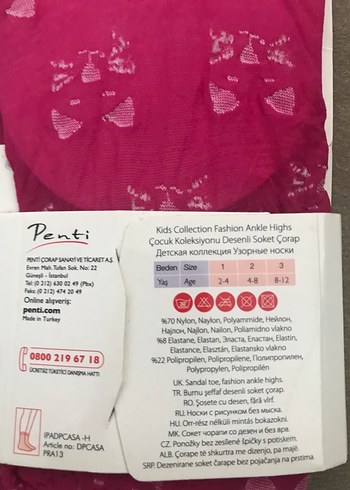 Penti
PENTİ ÇORAP SANAYİ VE TİCARET A.S.
Evren Mah. Tufan Sok. No: 22
Güneşli - İstanbul
Tel: (0 212) 630 02 49 (Pbx)
Faks: (0 212) 474 20 49
Online alışveriş:
penti.com
Made in Turkey
0800 219 67 18
ÜCRETSİZ TÜKETİCİ DANIŞMA HATTI
IPADPCASA -H
Article no: DPCASA
PRA13
Kids Collection Fashion Ankle Highs
Çocuk Koleksiyonu Desenli Soket Çorap
Детская коллекция Узорные носки
Beden Size 1 2 3
Yaş Age 2-4 4-8 8-12
%70 Nylon, Naylon, Polyammide, Hejnlon,
Најлон, Hajлon, Nailon, Poliamidno vlakno
%68 Elastane, Elastan, Эласта, Еластан, Elastin,
Elastance, Elasztán, Elastansko vlakno
%22 Polipropilen, Polipropilene, Полипропилен,
Polypropylen, Polipropilén
UK. Sandal toe, fashion ankle highs.
TR. Burnu şeffaf desenli soket çorap.
RO. Şosete cu desen, fără vârf.
RU. Носки с рисунком без мыска.
HU. Orr-rész nélküli mintás bokazokni.
MK. Сокет чорапи со дезен и без врв.
CZ. Ponožky bez zesílené špičky s potiskem.
ALB. Çorape të shkurtra me dizenjo, pa majë.
SRP. Dezenirane soket čarape bez pojačanja na prstima.